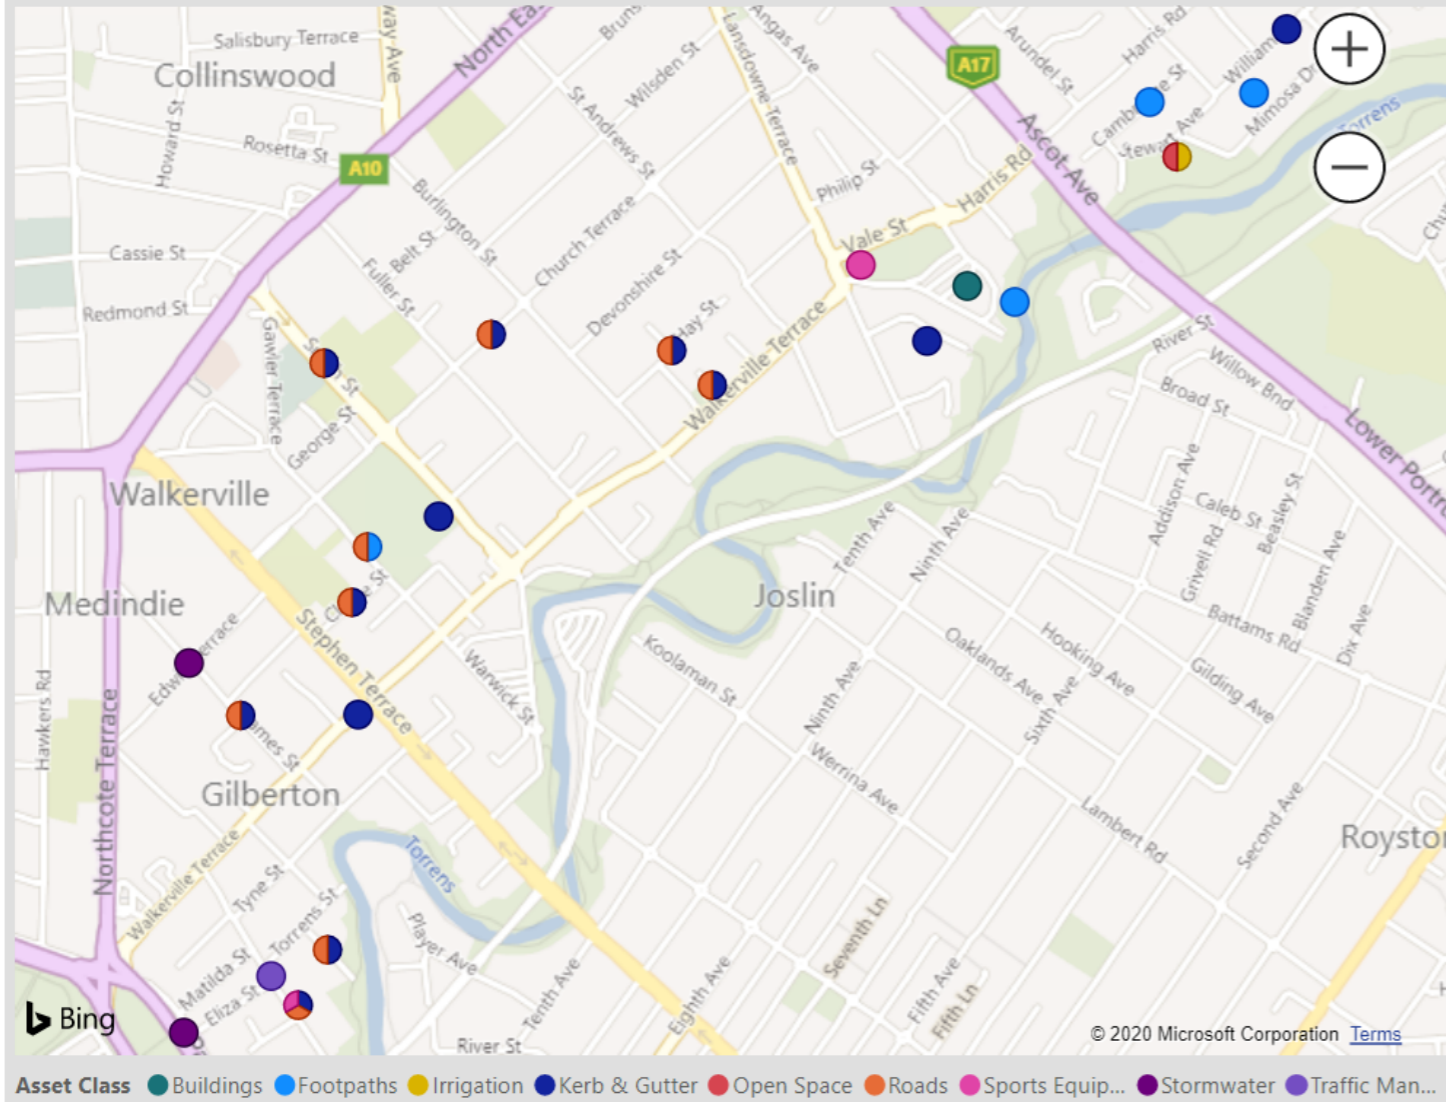 Salisbury Terrace
Collinswood
North Ea
Wilsden St
St Andrews St
Lansdowne Terrace
Angas Ave
A17
Arundel St
Harris Rd
William
Mimosa Dr
Torrens
Howard St
Rosetta St
A10
Burlington St
Belt St
Fuller St
Church Terrace
Philip St
Vale St
Harris Rd
Ascot Ave
Cassie St
Redmond St
Gawler Terrace
George St
Devonshire St
Hay St
Walkerville Terrace
River St
Willow Bnd
Broad St
Lower Portr
Walkerville
Addison Ave
Caleb St
Beasley St
Grivell Rd
Blanden Ave
Tenth Ave
Ninth Ave
Medindie
Joslin
Battams Rd
Dix Ave
Stephen Terrace
Warwick St
Koolaman St
Oaklands Ave
Hooking Ave
Gilding Ave
Ninth Ave
Sixth Ave
Hawkers Rd
Northcote Terrace
Gilberton
Werrina Ave
Lambert Rd
Second Ave
Roysto
Walkerville Terrace
Tyne St
Torrens
Torrens St
Matilda St
Eliza St
Player Ave
Tenth Ave
Eighth Ave
Seventh Ln
Fifth Ave
Fifth Ln
River St
Bing
© 2020 Microsoft Corporation Terms
Asset Class Buildings Footpaths Irrigation Kerb & Gutter Open Space Roads Sports Equip... Stormwater Traffic Man...